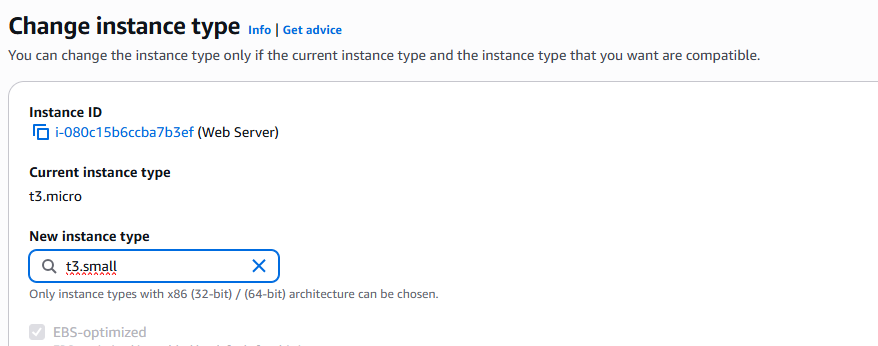 Change instance type Info | Get advice
You can change the instance type only if the current instance type and the instance type that you want are compatible.
Instance ID
i-080c15b6ccba7b3ef (Web Server)
Current instance type
t3.micro
New instance type
t3.small
Only instance types with x86 (32-bit) / (64-bit) architecture can be chosen.
EBS-optimized